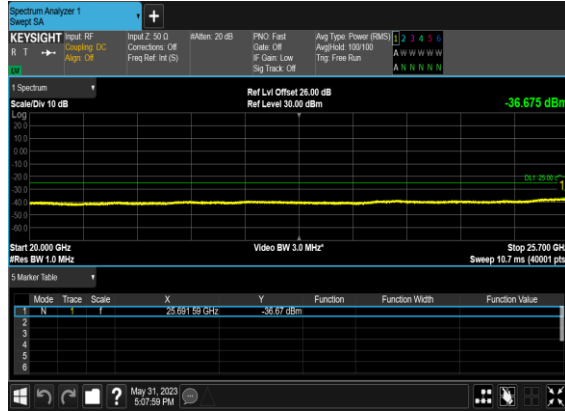 Spectrum Analyzer 1
Swept SA
+
KEYSIGHT Input: RF Input Z: 50 Ω #Atten: 20 dB PNO: Fast Avg Type: Power (RMS) 1 2 3 4 5 6
R T Coupling: DC Corrections: Off Gate: Off Avg|Hold: 100/100 A W W W W W
Align: Off Freq Ref: Int (S) IF Gain: Low Trig: Free Run
Sig Track: Off A N N N N N
1 Spectrum Ref Lvl Offset 26.00 dB
Scale/Div 10 dB Ref Level 30.00 dBm -36.675 dBm
Log
20.0
10.0
0.00
-10.0
-20.0 DL1 -25.00
-30.0 1
-40.0
-50.0
-60.0
Start 20.000 GHz Video BW 3.0 MHz* Stop 25.700 GH
#Res BW 1.0 MHz Sweep 10.7 ms (40001 pts
5 Marker Table
Mode Trace Scale X Y Function Function Width Function Value
1 N 1 f 25.691 59 GHz -36.67 dBm
2
3
4
5
6
? May 31, 2023
5:07:59 PM